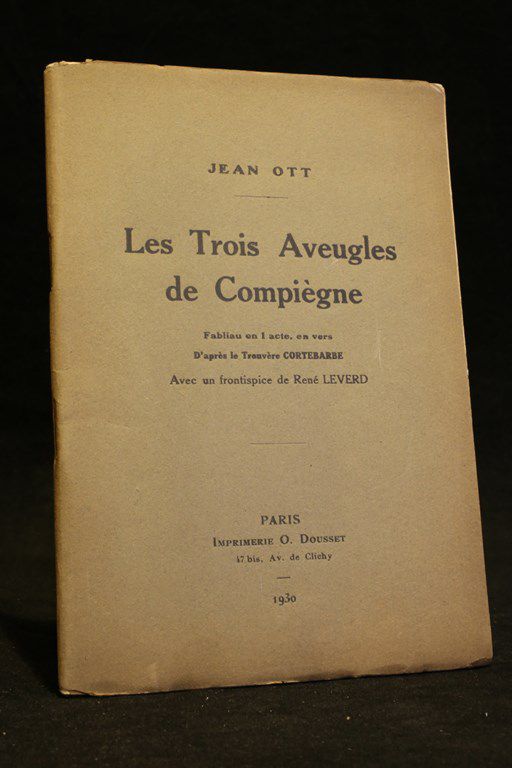 JEAN OTT
Les Trois Aveugles
de Compiègne
Fabliau en 1 acte, en vers
D'après le Trouvère CORTEBARBE
Avec un frontispice de René LEVERD
PARIS
IMPRIMERIE O. DOUSSET
47 bis, Av. de Clichy
1930